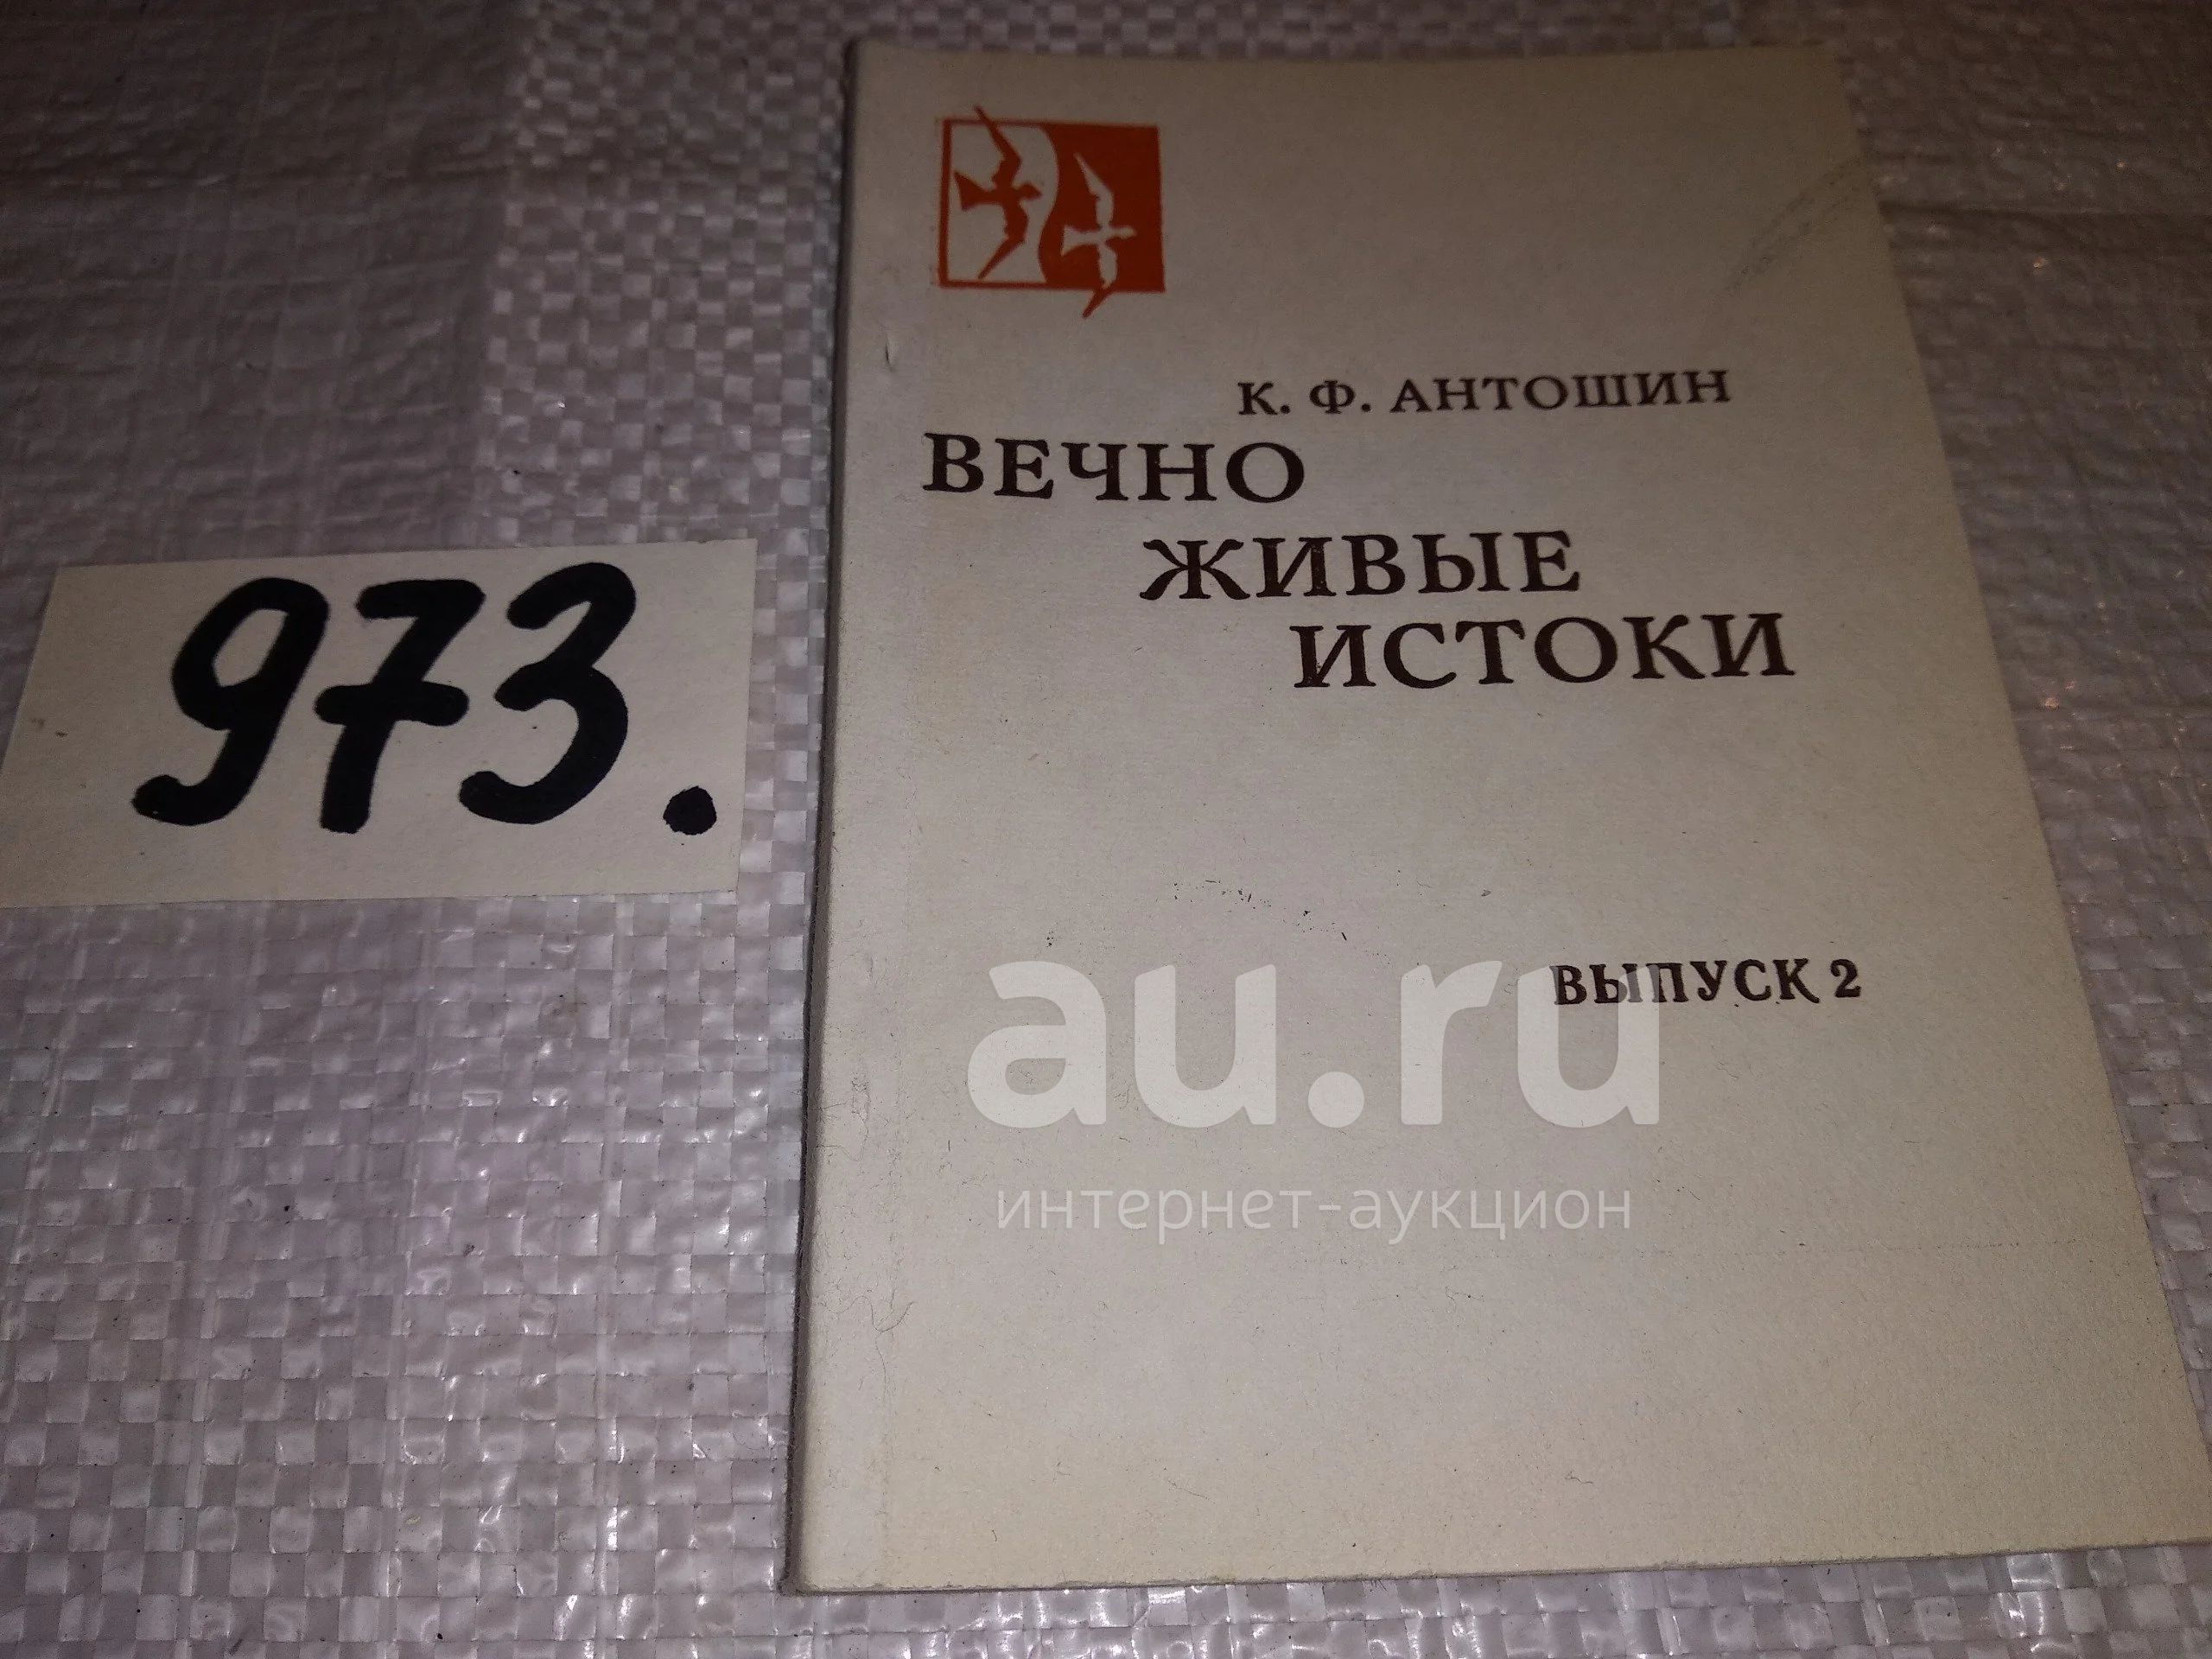 973.
К. Ф. АНТОШИН
ВЕЧНО
ЖИВЫЕ
ИСТОКИ
ВЫПУСК 2
au.ru
интернет-аукцион